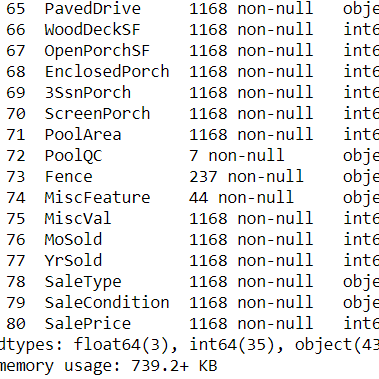 65 PavedDrive 1168 non-null obje
66 WoodDeckSF 1168 non-null int6
67 OpenPorchSF 1168 non-null int6
68 EnclosedPorch 1168 non-null int6
69 3SsnPorch 1168 non-null int6
70 ScreenPorch 1168 non-null int6
71 PoolArea 1168 non-null int6
72 PoolQC 7 non-null obje
73 Fence 237 non-null obje
74 MiscFeature 44 non-null obje
75 MiscVal 1168 non-null int6
76 MoSold 1168 non-null int6
77 YrSold 1168 non-null int6
78 SaleType 1168 non-null obje
79 SaleCondition 1168 non-null obje
80 SalePrice 1168 non-null int6
dtypes: float64(3), int64(35), object(43
memory usage: 739.2+ KB